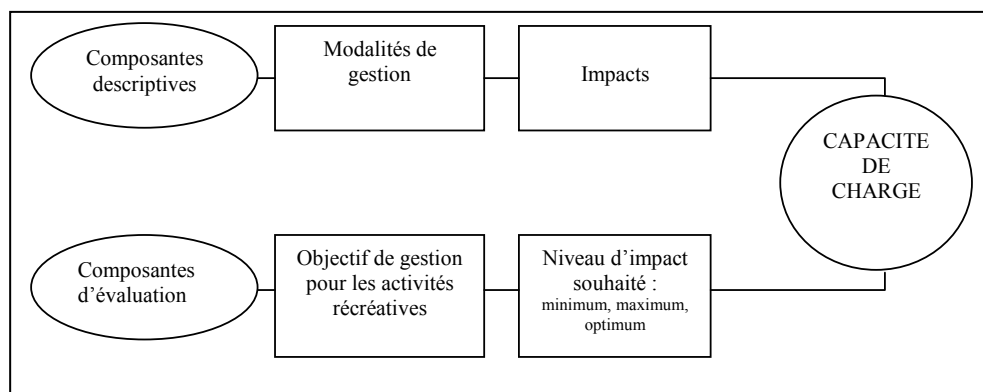 Composantes
descriptives
Modalités de
gestion
Impacts
CAPACITE
DE
CHARGE
Composantes
d’évaluation
Objectif de gestion
pour les activités
récréatives
Niveau d’impact
souhaité :
minimum, maximum,
optimum